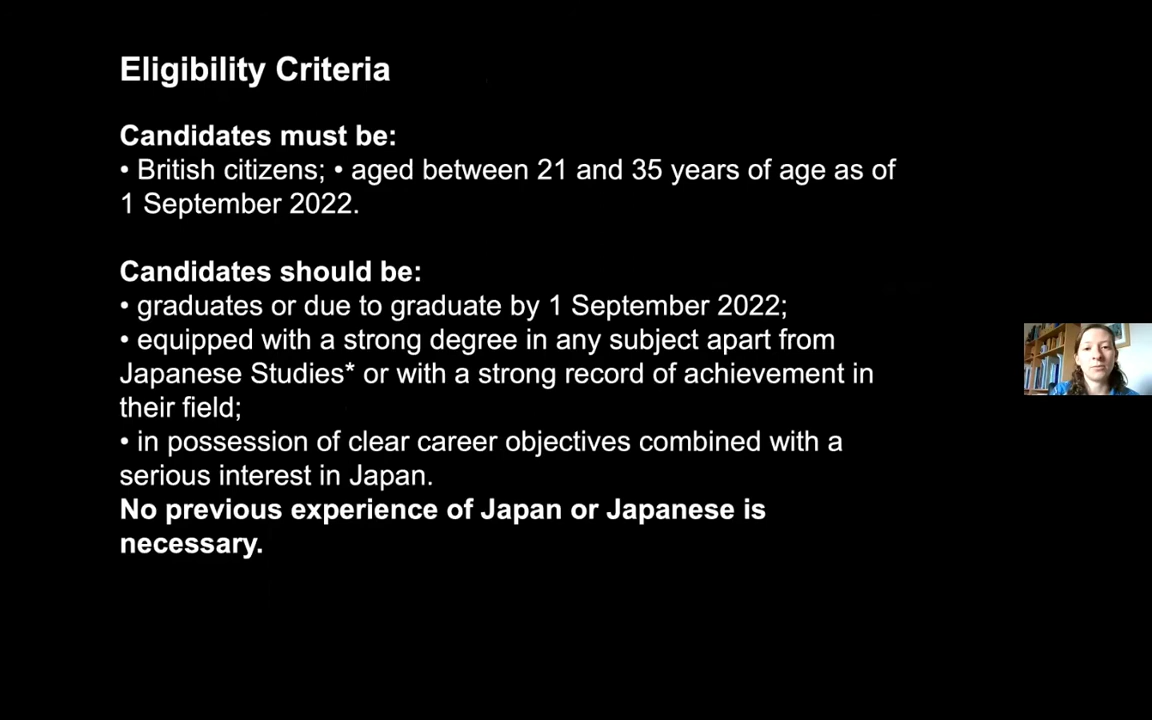 Eligibility Criteria
Candidates must be:
• British citizens; • aged between 21 and 35 years of age as of
1 September 2022.
Candidates should be:
• graduates or due to graduate by 1 September 2022;
• equipped with a strong degree in any subject apart from
Japanese Studies* or with a strong record of achievement in
their field;
• in possession of clear career objectives combined with a
serious interest in Japan.
No previous experience of Japan or Japanese is
necessary.